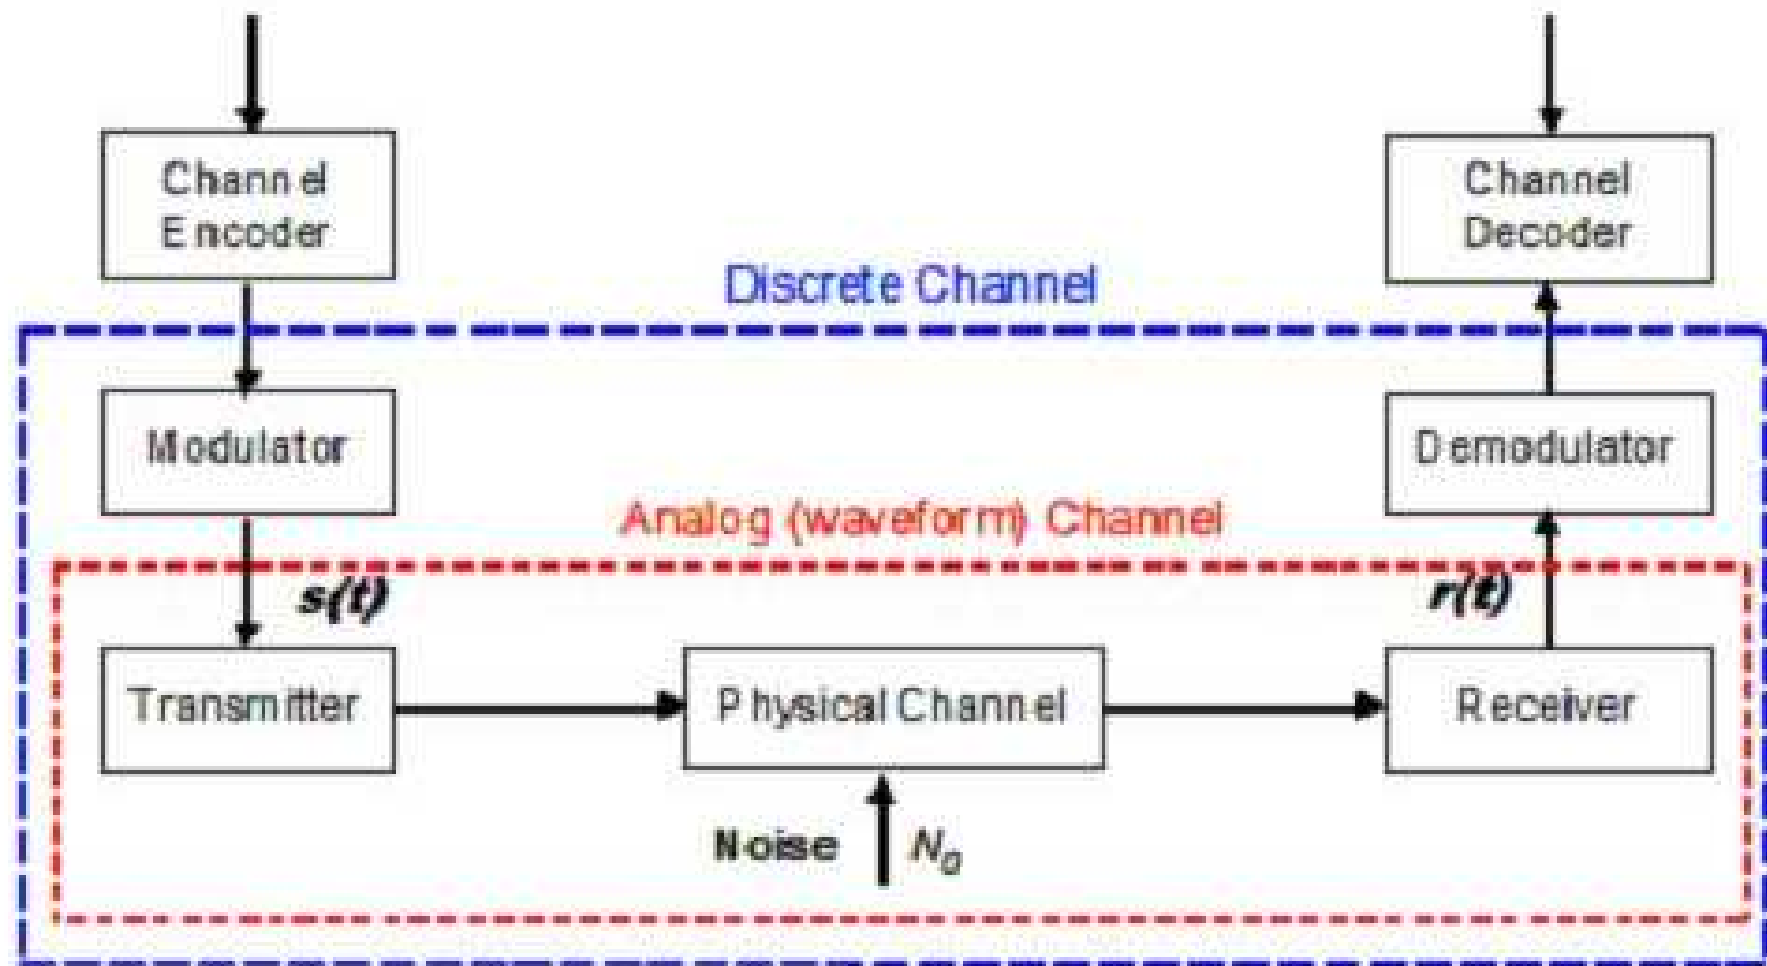 Channel
Encoder
Channel
Decoder
Discrete Channel
Modulator
Demodulator
Analog (waveform) Channel
s(t)
r(t)
Transmitter
Physical Channel
Receiver
Noise
N₀